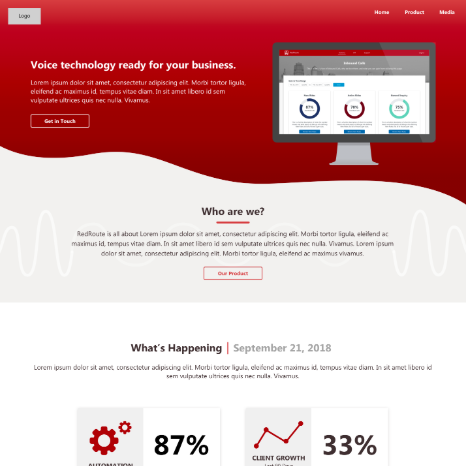 Logo
Home Product Media
Voice technology ready for your business.
Lorem ipsum dolor sit amet, consectetur adipiscing elit. Morbi tortor ligula,
eleifend ac maximus id, tempus vitae diam. In sit amet libero id sem
vulputate ultrices quis nec nulla. Vivamus.
Get in Touch
Who are we?
RedRoute is all about Lorem ipsum dolor sit amet, consectetur adipiscing elit. Morbi tortor ligula, eleifend ac
maximus id, tempus vitae diam. In sit amet libero id sem vulputate ultrices quis nec nulla. Vivamus. Lorem ipsum
dolor sit amet, consectetur adipiscing elit. Morbi tortor ligula, eleifend ac maximus vivamus.
Our Product
What's Happening | September 21, 2018
Lorem ipsum dolor sit amet, consectetur adipiscing elit. Morbi tortor ligula, eleifend ac maximus id, tempus vitae diam. In sit amet libero id
sem vulputate ultrices quis nec nulla. Vivamus.
87%
33%
AUTOMATION
CLIENT GROWTH